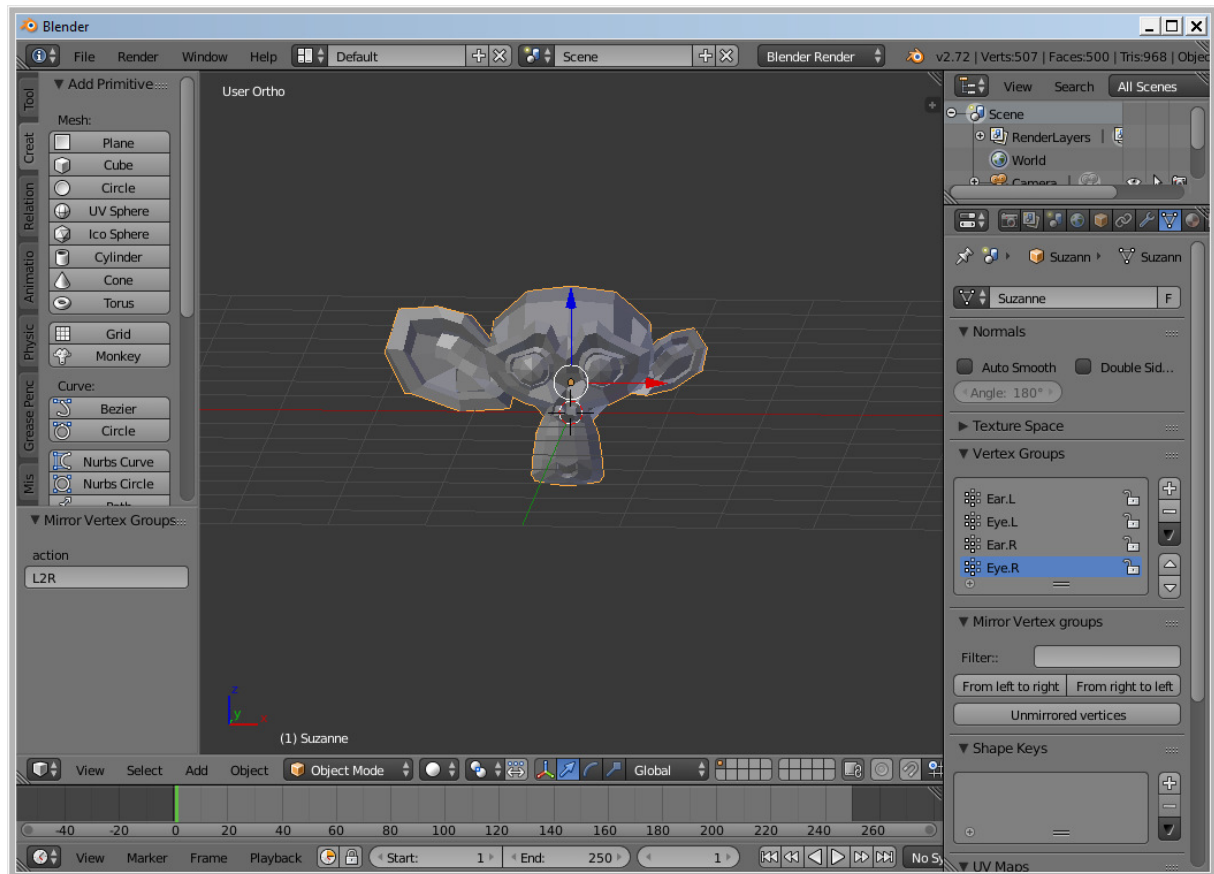 Blender
File Render Window Help Default Scene Blender Render v2.72 | Verts:507 | Faces:500 | Tris:968 | Objec
Tool
Creat
Relation
Animatio
Physic
Grease Penc
Mis
Add Primitive
Mesh:
Plane
Cube
Circle
UV Sphere
Ico Sphere
Cylinder
Cone
Torus
Grid
Monkey
Curve:
Bezier
Circle
Nurbs Curve
Nurbs Circle
Path
Mirror Vertex Groups
action
L2R
User Ortho
z
y
x
(1) Suzanne
View Search All Scenes
Scene
RenderLayers
World
Camera
Suzann Suzann
Suzanne F
Normals
Auto Smooth Double Sid...
Angle: 180°
Texture Space
Vertex Groups
Ear.L
Eye.L
Ear.R
Eye.R
Mirror Vertex groups
Filter::
From left to right From right to left
Unmirrored vertices
Shape Keys
UV Maps
View Select Add Object Object Mode Global
-40 -20 0 20 40 60 80 100 120 140 160 180 200 220 240 260
View Marker Frame Playback Start: 1 End: 250 1 No Sy